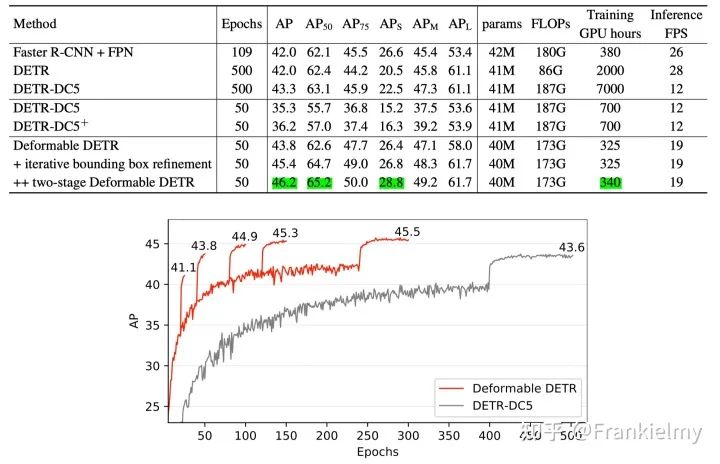 Method Epochs AP AP50 AP75 APS APM APL params FLOPs Training GPU hours Inference FPS
Faster R-CNN + FPN 109 42.0 62.1 45.5 26.6 45.4 53.4 42M 180G 380 26
DETR 500 42.0 62.4 44.2 20.5 45.8 61.1 41M 86G 2000 28
DETR-DC5 500 43.3 63.1 45.9 22.5 47.3 61.1 41M 187G 7000 12
DETR-DC5 50 35.3 55.7 36.8 15.2 37.5 53.6 41M 187G 700 12
DETR-DC5+ 50 36.2 57.0 37.4 16.3 39.2 53.9 41M 187G 700 12
Deformable DETR 50 43.8 62.6 47.7 26.4 47.1 58.0 40M 173G 325 19
+ iterative bounding box refinement 50 45.4 64.7 49.0 26.8 48.3 61.7 40M 173G 325 19
++ two-stage Deformable DETR 50 46.2 65.2 50.0 28.8 49.2 61.7 40M 173G 340 19
41.1 43.8 44.9 45.3 45.5 43.6
45
40
35
30
25
AP
Deformable DETR
DETR-DC5
50 100 150 200 250 300 350 400 450 500
Epochs
知乎 @Frankielmy